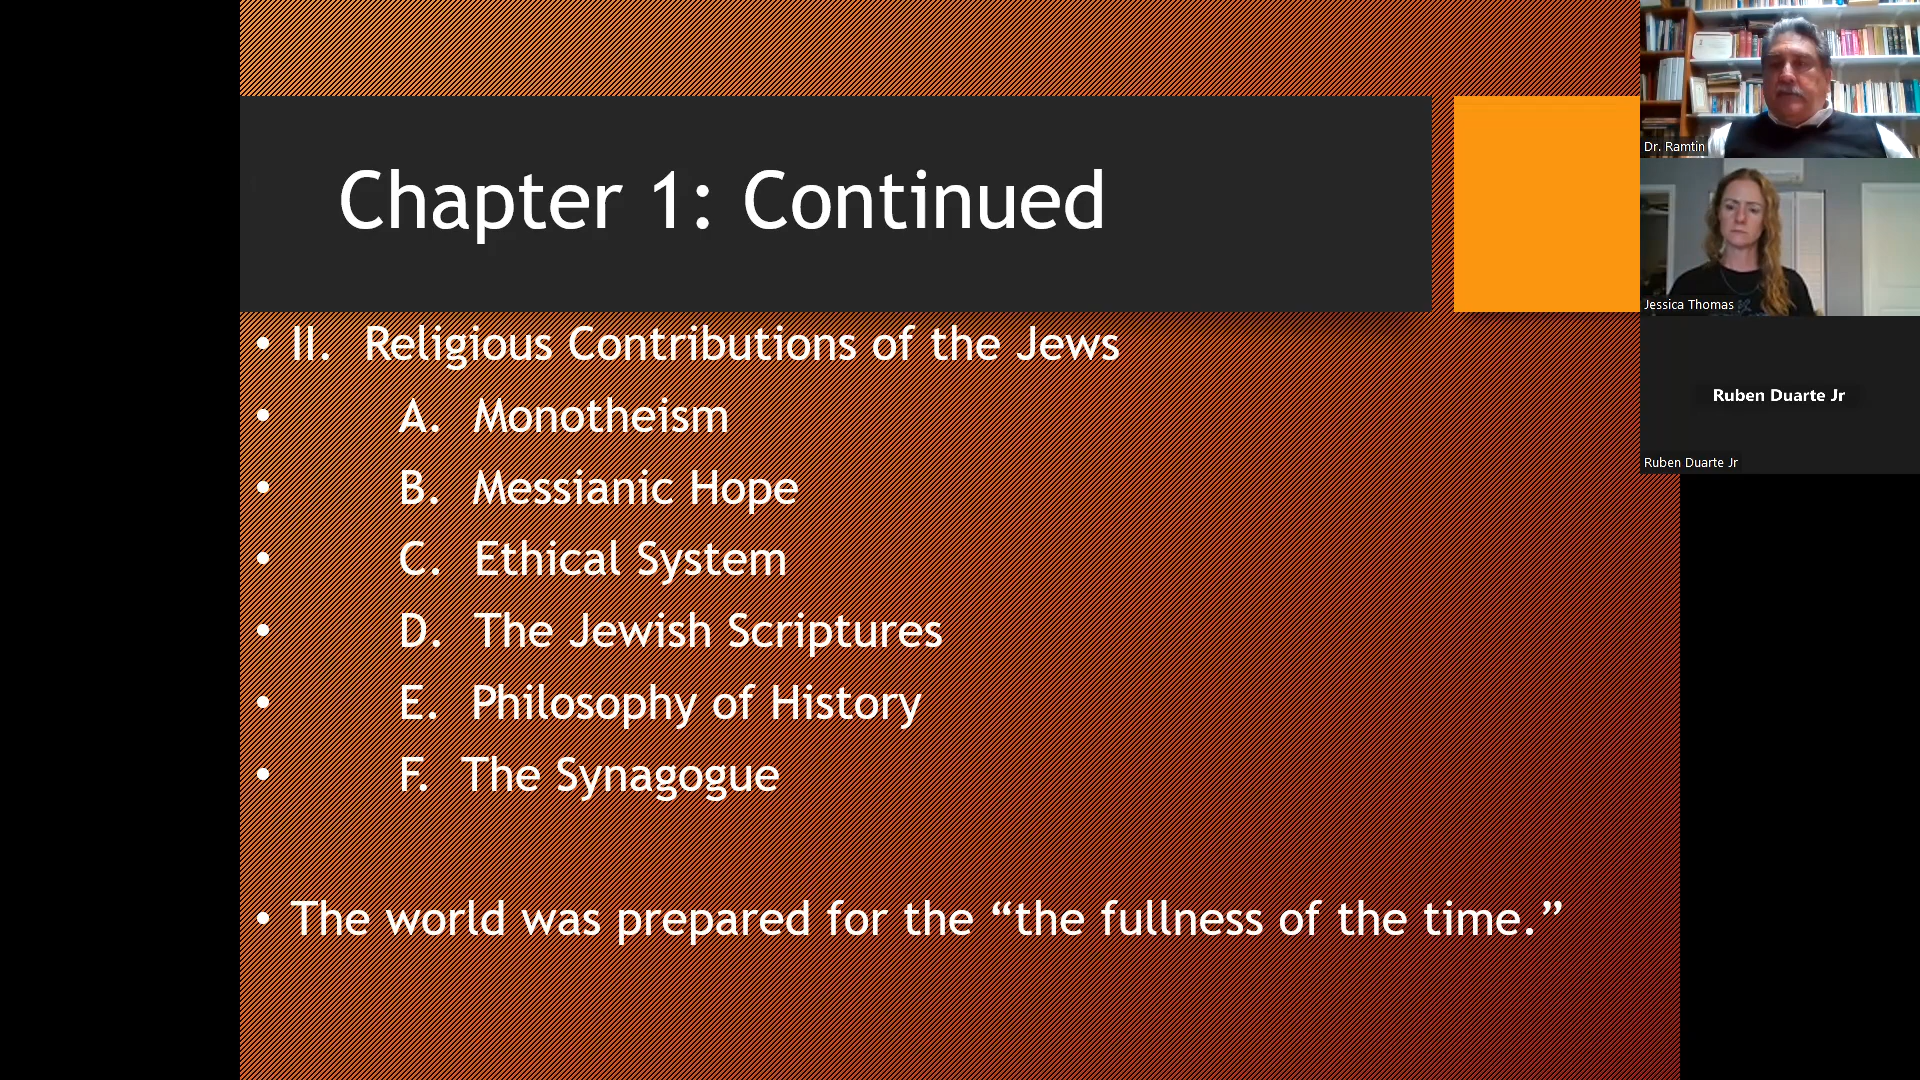 Chapter 1: Continued
• II. Religious Contributions of the Jews
• A. Monotheism
• B. Messianic Hope
• C. Ethical System
• D. The Jewish Scriptures
• E. Philosophy of History
• F. The Synagogue
• The world was prepared for the “the fullness of the time.”
Dr. Ramtin
Jessica Thomas
Ruben Duarte Jr
Ruben Duarte Jr